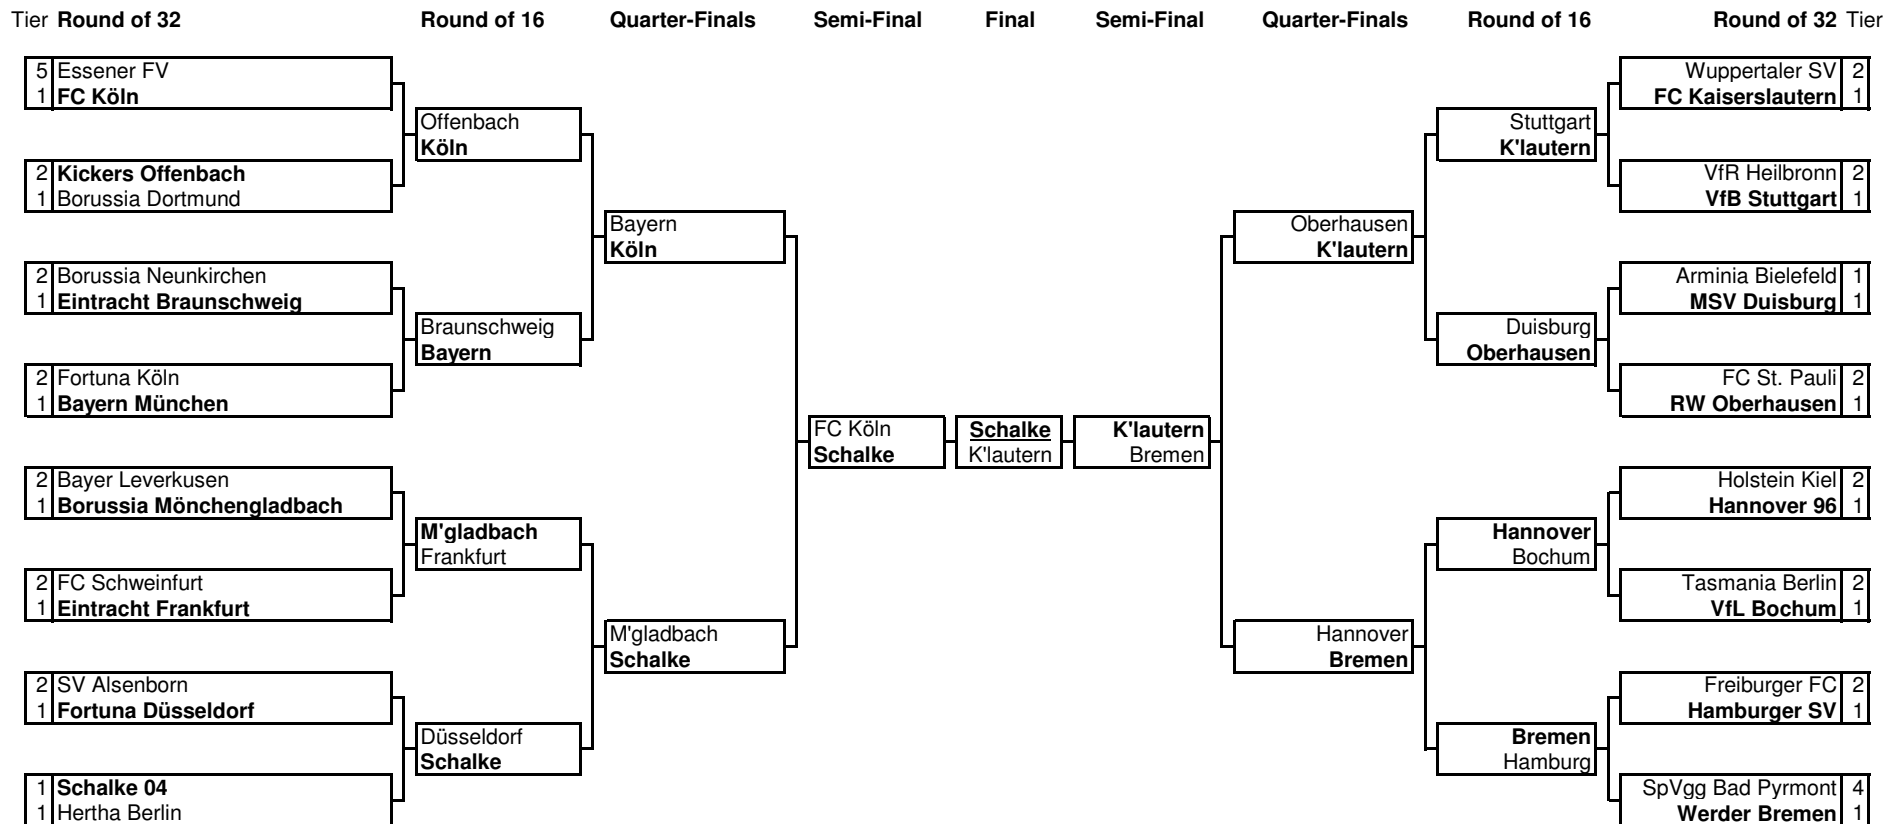 Tier Round of 32 Round of 16 Quarter-Finals Semi-Final Final Semi-Final Quarter-Finals Round of 16 Round of 32 Tier
5 Essener FV
1 FC Köln
Offenbach
Köln
2 Kickers Offenbach
1 Borussia Dortmund
Bayern
Köln
2 Borussia Neunkirchen
1 Eintracht Braunschweig
Braunschweig
Bayern
2 Fortuna Köln
1 Bayern München
FC Köln
Schalke
2 Bayer Leverkusen
1 Borussia Mönchengladbach
M'gladbach
Frankfurt
2 FC Schweinfurt
1 Eintracht Frankfurt
M'gladbach
Schalke
2 SV Alsenborn
1 Fortuna Düsseldorf
Düsseldorf
Schalke
1 Schalke 04
1 Hertha Berlin
Schalke
K'lautern
K'lautern
Bremen
Wuppertaler SV 2
FC Kaiserslautern 1
Stuttgart
K'lautern
VfR Heilbronn 2
VfB Stuttgart 1
Oberhausen
K'lautern
Arminia Bielefeld 1
MSV Duisburg 1
Duisburg
Oberhausen
FC St. Pauli 2
RW Oberhausen 1
Holstein Kiel 2
Hannover 96 1
Hannover
Bochum
Tasmania Berlin 2
VfL Bochum 1
Hannover
Bremen
Freiburger FC 2
Hamburger SV 1
Bremen
Hamburg
SpVgg Bad Pyrmont 4
Werder Bremen 1